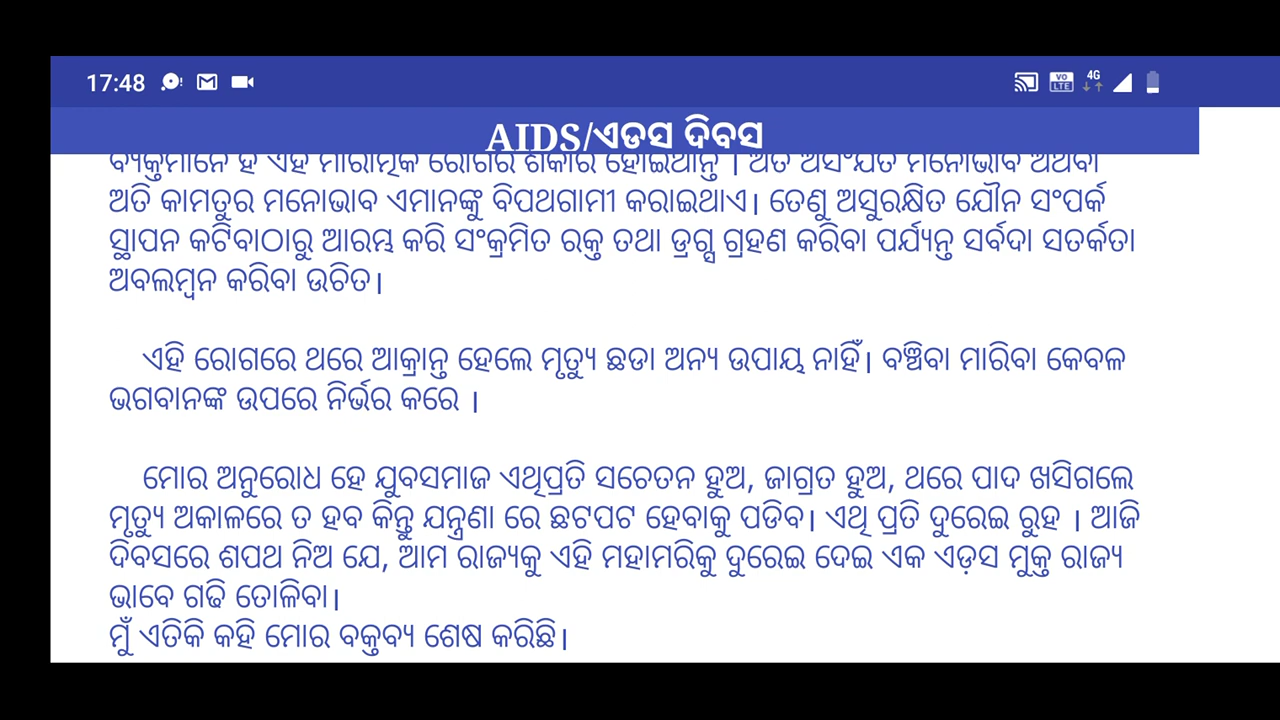 17:48
VO LTE 4G
AIDS/ଏଡସ ଦିବସ
ଅତି କାମତୁର ମନୋଭାବ ଏମାନଙ୍କୁ ବିପଥଗାମୀ କରାଇଥାଏ। ତେଣୁ ଅସୁରକ୍ଷିତ ଯୌନ ସଂପର୍କ
ସ୍ଥାପନ କଟିବାଠାରୁ ଆରମ୍ଭ କରି ସଂକ୍ରମିତ ରକ୍ତ ତଥା ଡ୍ରଗ୍ସ ଗ୍ରହଣ କରିବା ପର୍ଯ୍ୟନ୍ତ ସର୍ବଦା ସତର୍କତା
ଅବଲମ୍ବନ କରିବା ଉଚିତ।
ଏହି ରୋଗରେ ଥରେ ଆକ୍ରାନ୍ତ ହେଲେ ମୃତ୍ୟୁ ଛଡା ଅନ୍ୟ ଉପାୟ ନାହିଁ। ବଞ୍ଚିବା ମାରିବା କେବଳ
ଭଗବାନଙ୍କ ଉପରେ ନିର୍ଭର କରେ ।
ମୋର ଅନୁରୋଧ ହେ ଯୁବସମାଜ ଏଥିପ୍ରତି ସଚେତନ ହୁଅ, ଜାଗ୍ରତ ହୁଅ, ଥରେ ପାଦ ଖସିଗଲେ
ମୃତ୍ୟୁ ଅକାଳରେ ତ ହବ କିନ୍ତୁ ଯନ୍ତ୍ରଣା ରେ ଛଟପଟ ହେବାକୁ ପଡିବ। ଏଥି ପ୍ରତି ଦୁରେଇ ରୁହ । ଆଜି
ଦିବସରେ ଶପଥ ନିଅ ଯେ, ଆମ ରାଜ୍ୟକୁ ଏହି ମହାମରିକୁ ଦୁରେଇ ଦେଇ ଏକ ଏଡ଼ସ ମୁକ୍ତ ରାଜ୍ୟ
ଭାବେ ଗଢି ତୋଳିବା।
ମୁଁ ଏତିକି କହି ମୋର ବକ୍ତବ୍ୟ ଶେଷ କରିଛି।